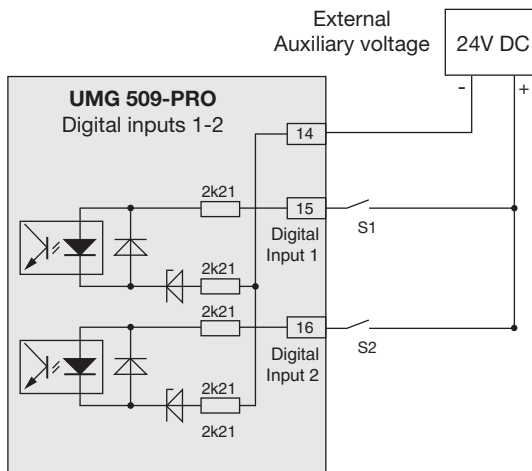 External
Auxiliary voltage
24V DC
- +
UMG 509-PRO
Digital inputs 1-2
14
2k21
15
S1
Digital
Input 1
2k21
2k21
16
S2
Digital
Input 2
2k21
2k21